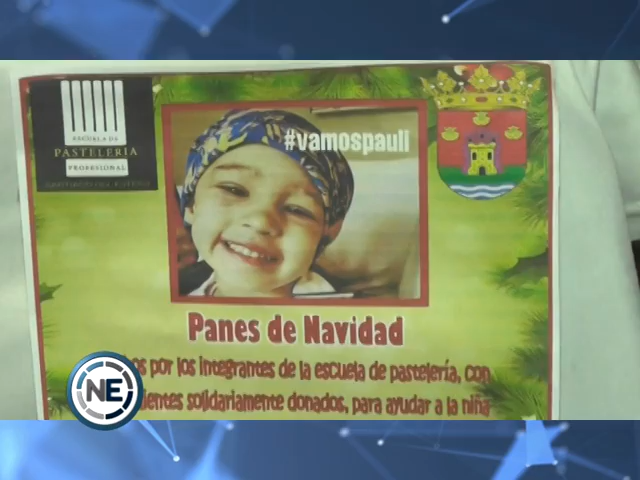 ESCUELA DE
PASTELERÍA
PROFESIONAL
#vamospauli
Panes de Navidad
os por los integrantes de la escuela de pastelería, con
entes solidariamente donados, para ayudar a la niña
NE